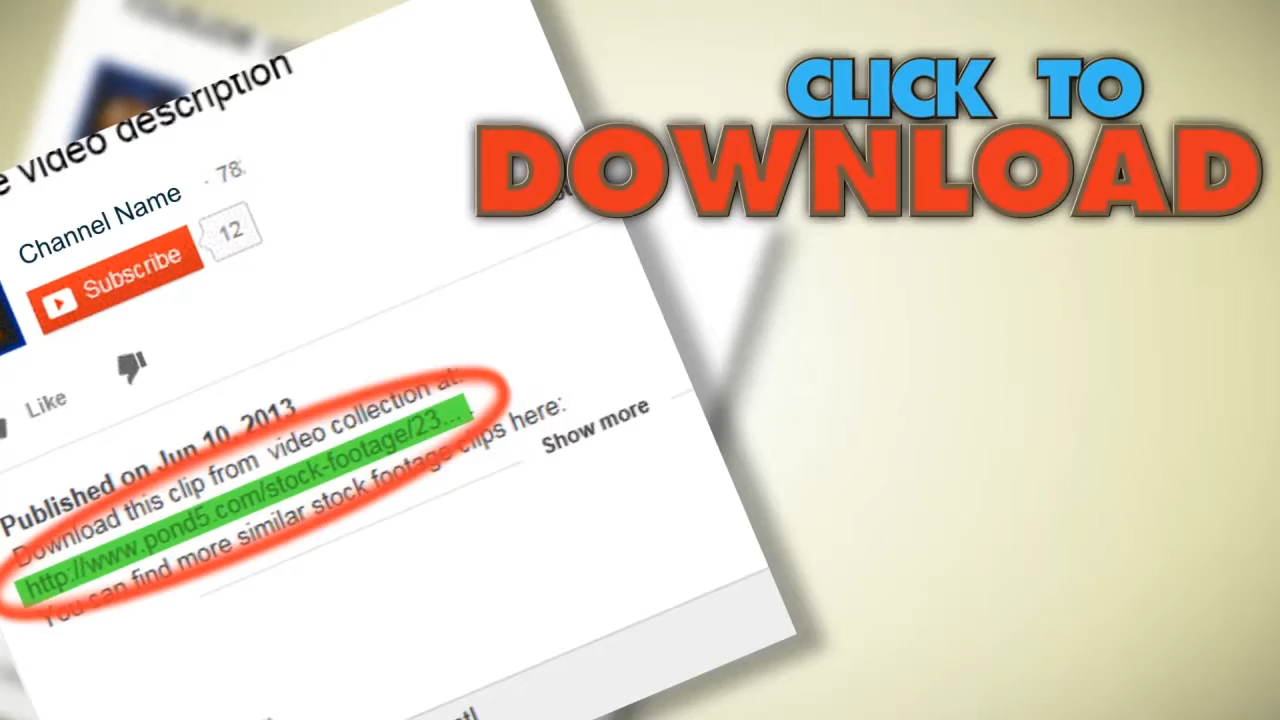 CLICK TO
DOWNLOAD
e video description
Channel Name
· 78
Subscribe
12
Like
Published on Jun 10, 2013
Download this clip from video collection at:
http://www.pond5.com/stock-footage/23...
You can find more similar stock footage clips here:
Show more